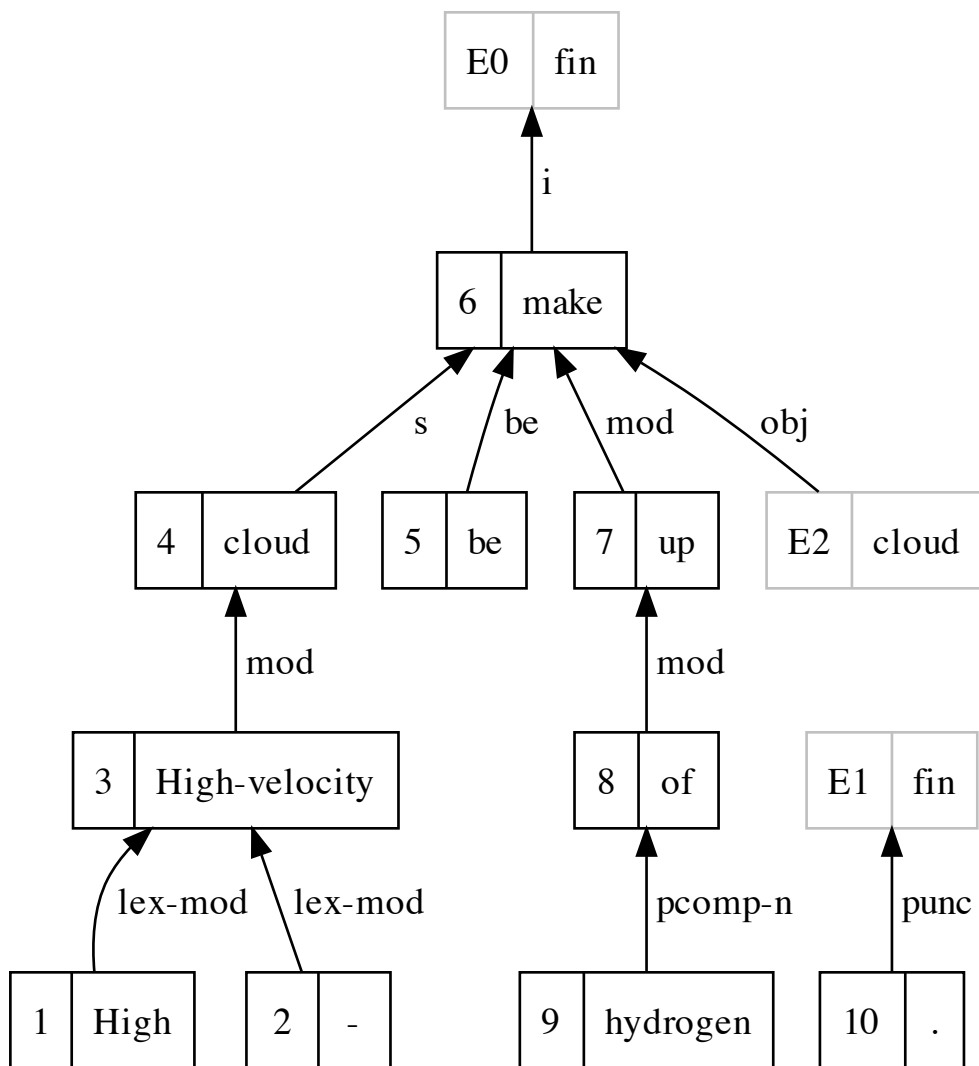 E0 fin
i
6 make
s be mod obj
4 cloud 5 be 7 up E2 cloud
mod mod
3 High-velocity 8 of E1 fin
lex-mod lex-mod pcomp-n punc
1 High 2 - 9 hydrogen 10 .